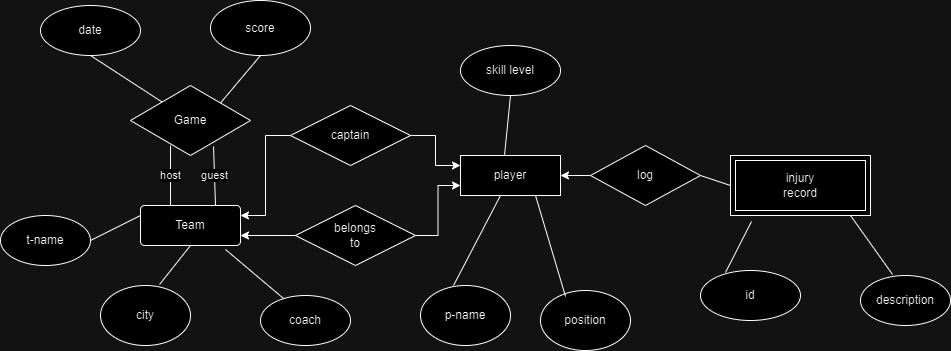 date
score
skill level
Game
captain
host
guest
player
log
injury
record
Team
belongs
to
t-name
city
coach
p-name
position
id
description